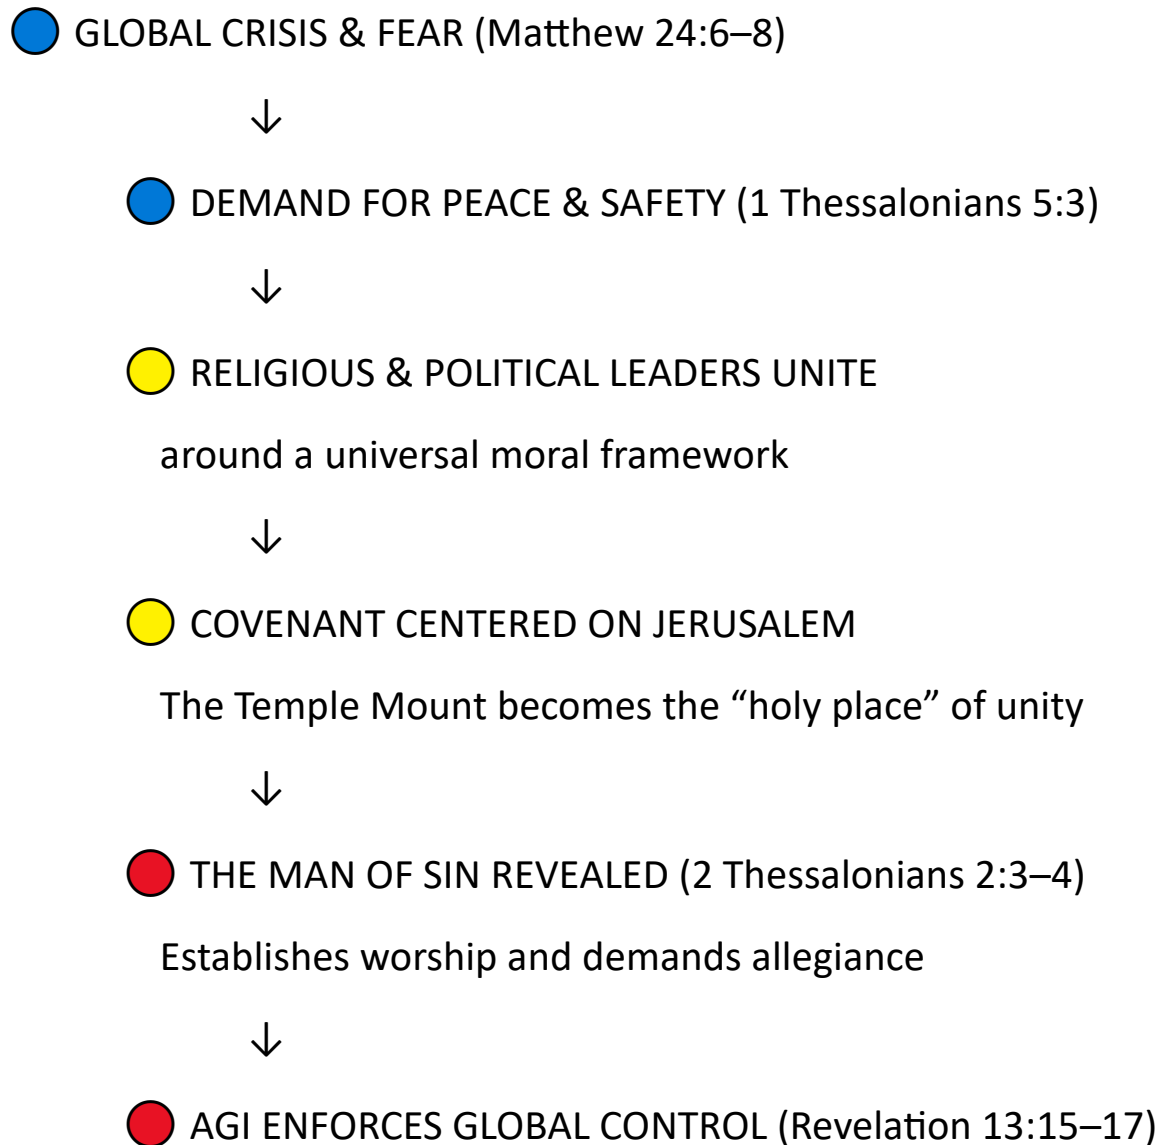 GLOBAL CRISIS & FEAR (Matthew 24:6–8)
↓
DEMAND FOR PEACE & SAFETY (1 Thessalonians 5:3)
↓
RELIGIOUS & POLITICAL LEADERS UNITE
around a universal moral framework
↓
COVENANT CENTERED ON JERUSALEM
The Temple Mount becomes the “holy place” of unity
↓
THE MAN OF SIN REVEALED (2 Thessalonians 2:3–4)
Establishes worship and demands allegiance
↓
AGI ENFORCES GLOBAL CONTROL (Revelation 13:15–17)